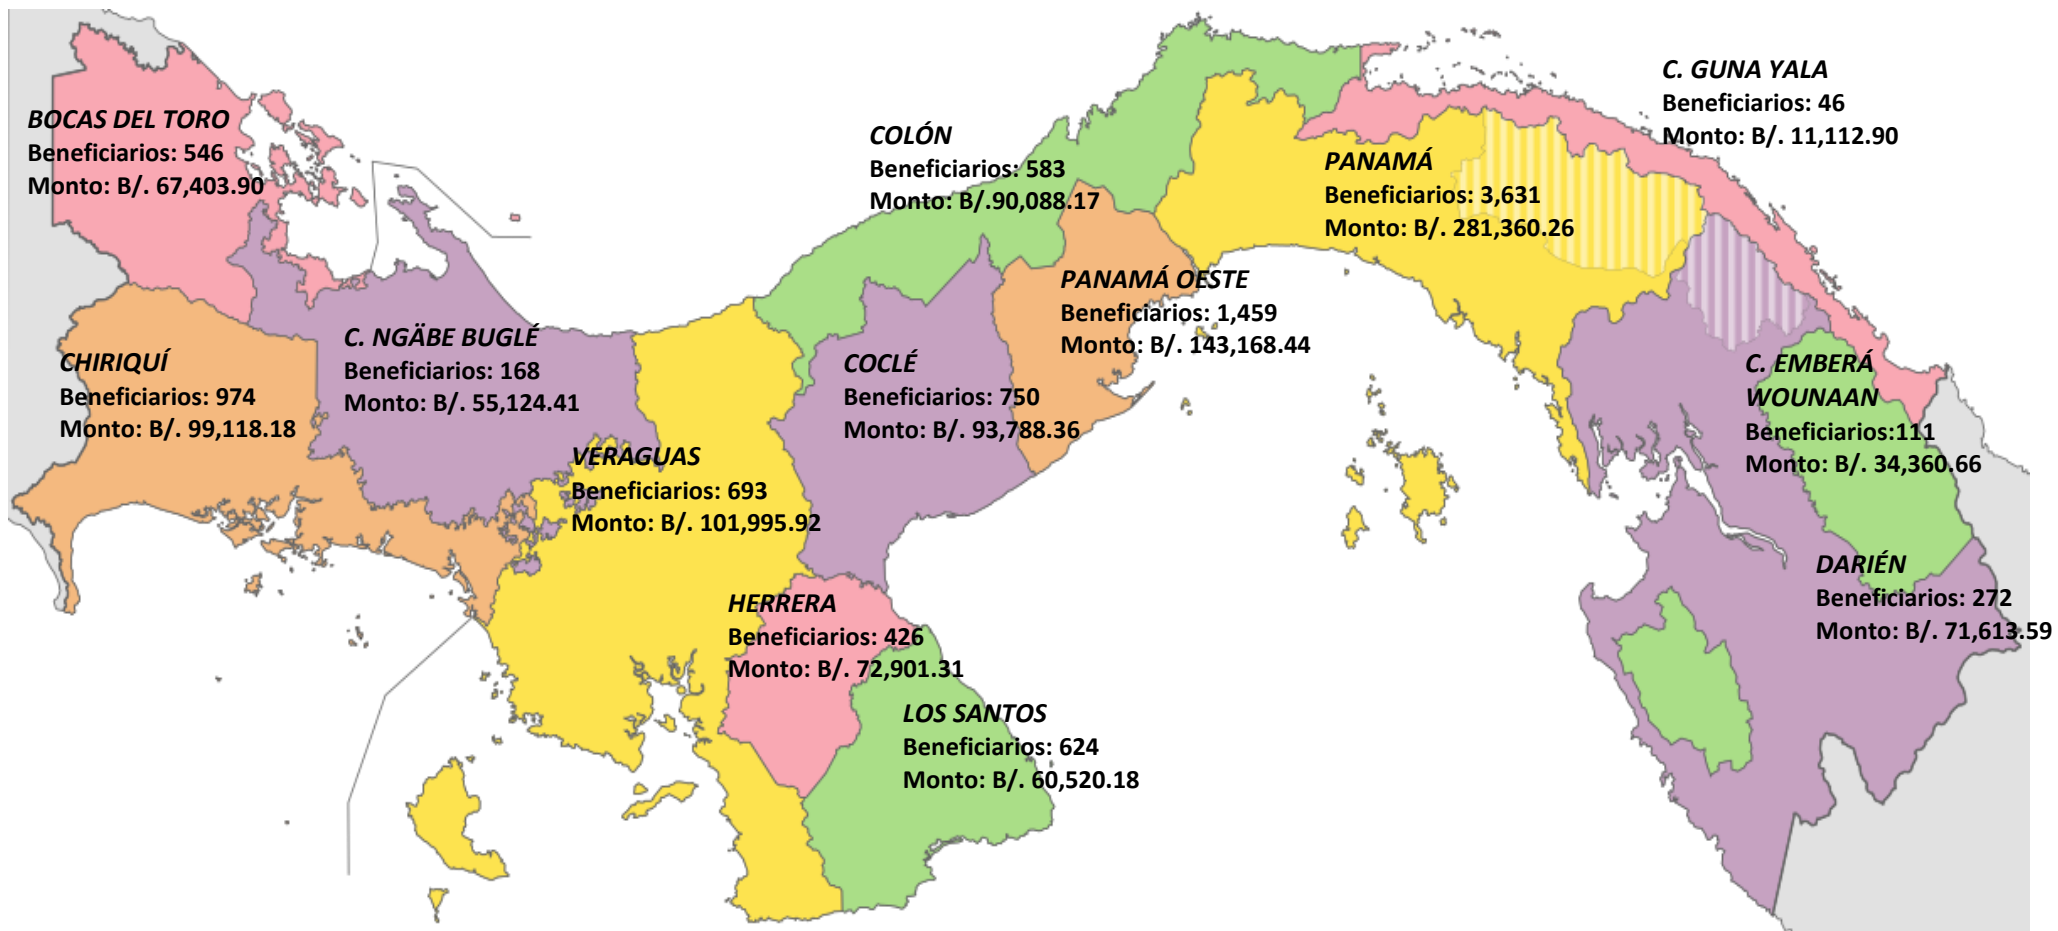 BOCAS DEL TORO
Beneficiarios: 546
Monto: B/. 67,403.90
C. GUNA YALA
Beneficiarios: 46
Monto: B/. 11,112.90
COLÓN
Beneficiarios: 583
Monto: B/.90,088.17
PANAMÁ
Beneficiarios: 3,631
Monto: B/. 281,360.26
PANAMÁ OESTE
Beneficiarios: 1,459
Monto: B/. 143,168.44
CHIRIQUÍ
Beneficiarios: 974
Monto: B/. 99,118.18
C. NGÄBE BUGLÉ
Beneficiarios: 168
Monto: B/. 55,124.41
COCLÉ
Beneficiarios: 750
Monto: B/. 93,788.36
C. EMBERÁ
WOUNAAN
Beneficiarios:111
Monto: B/. 34,360.66
VERAGUAS
Beneficiarios: 693
Monto: B/. 101,995.92
DARIÉN
Beneficiarios: 272
Monto: B/. 71,613.59
HERRERA
Beneficiarios: 426
Monto: B/. 72,901.31
LOS SANTOS
Beneficiarios: 624
Monto: B/. 60,520.18